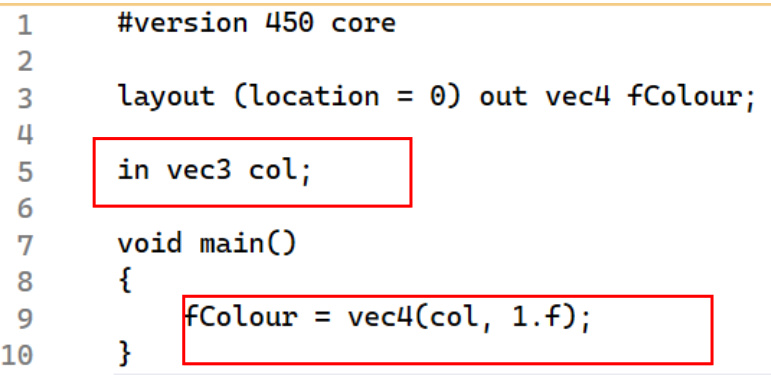 1 #version 450 core
2
3 layout (location = 0) out vec4 fColour;
4
5 in vec3 col;
6
7 void main()
8 {
9 fColour = vec4(col, 1.f);
10 }